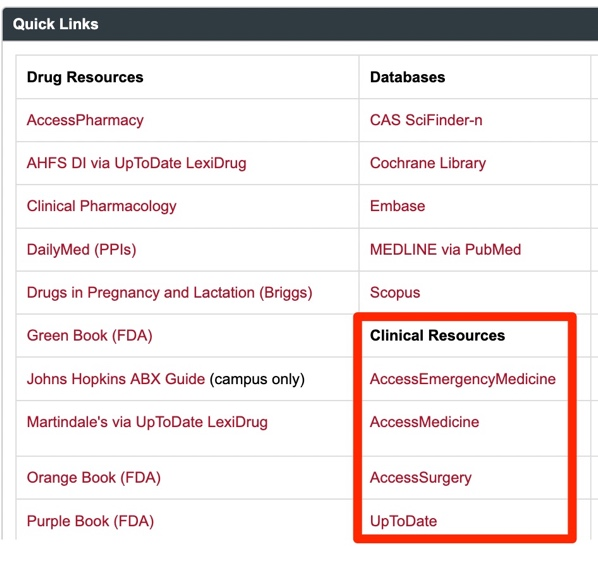 Quick Links
Drug Resources
Databases
AccessPharmacy
CAS SciFinder-n
AHFS DI via UpToDate LexiDrug
Cochrane Library
Clinical Pharmacology
Embase
DailyMed (PPIs)
MEDLINE via PubMed
Drugs in Pregnancy and Lactation (Briggs)
Scopus
Green Book (FDA)
Clinical Resources
Johns Hopkins ABX Guide (campus only)
AccessEmergencyMedicine
Martindale's via UpToDate LexiDrug
AccessMedicine
Orange Book (FDA)
AccessSurgery
Purple Book (FDA)
UpToDate